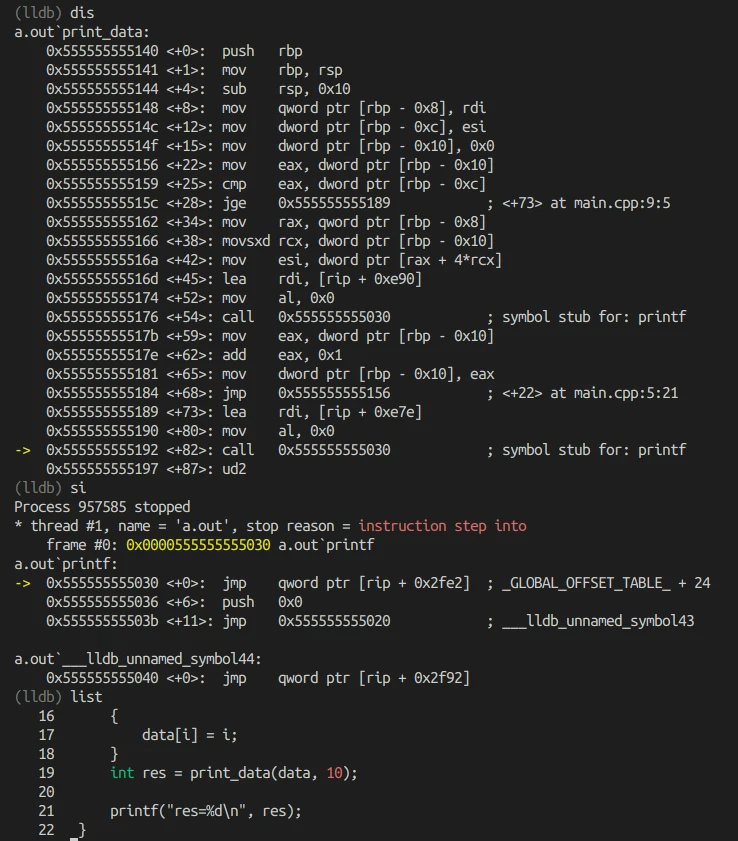 (lldb) dis
a.out`print_data:
    0x555555555140 <+0>:  push   rbp
    0x555555555141 <+1>:  mov    rbp, rsp
    0x555555555144 <+4>:  sub    rsp, 0x10
    0x555555555148 <+8>:  mov    qword ptr [rbp - 0x8], rdi
    0x55555555514c <+12>: mov    dword ptr [rbp - 0xc], esi
    0x55555555514f <+15>: mov    dword ptr [rbp - 0x10], 0x0
    0x555555555156 <+22>: mov    eax, dword ptr [rbp - 0x10]
    0x555555555159 <+25>: cmp    eax, dword ptr [rbp - 0xc]
    0x55555555515c <+28>: jge    0x555555555189            ; <+73> at main.cpp:9:5
    0x555555555162 <+34>: mov    rax, qword ptr [rbp - 0x8]
    0x555555555166 <+38>: movsxd rcx, dword ptr [rbp - 0x10]
    0x55555555516a <+42>: mov    esi, dword ptr [rax + 4*rcx]
    0x55555555516d <+45>: lea    rdi, [rip + 0xe90]
    0x555555555174 <+52>: mov    al, 0x0
    0x555555555176 <+54>: call   0x555555555030            ; symbol stub for: printf
    0x55555555517b <+59>: mov    eax, dword ptr [rbp - 0x10]
    0x55555555517e <+62>: add    eax, 0x1
    0x555555555181 <+65>: mov    dword ptr [rbp - 0x10], eax
    0x555555555184 <+68>: jmp    0x555555555156            ; <+22> at main.cpp:5:21
    0x555555555189 <+73>: lea    rdi, [rip + 0xe7e]
    0x555555555190 <+80>: mov    al, 0x0
->  0x555555555192 <+82>: call   0x555555555030            ; symbol stub for: printf
    0x555555555197 <+87>: ud2
(lldb) si
Process 957585 stopped
* thread #1, name = 'a.out', stop reason = instruction step into
    frame #0: 0x0000555555555030 a.out`printf
a.out`printf:
->  0x555555555030 <+0>:  jmp    qword ptr [rip + 0x2fe2]  ; _GLOBAL_OFFSET_TABLE_ + 24
    0x555555555036 <+6>:  push   0x0
    0x55555555503b <+11>: jmp    0x555555555020            ; ___lldb_unnamed_symbol43
a.out`___lldb_unnamed_symbol44:
    0x555555555040 <+0>:  jmp    qword ptr [rip + 0x2f92]
(lldb) list
   16       {
   17           data[i] = i;
   18       }
   19       int res = print_data(data, 10);
   20
   21       printf("res=%d\n", res);
   22   }